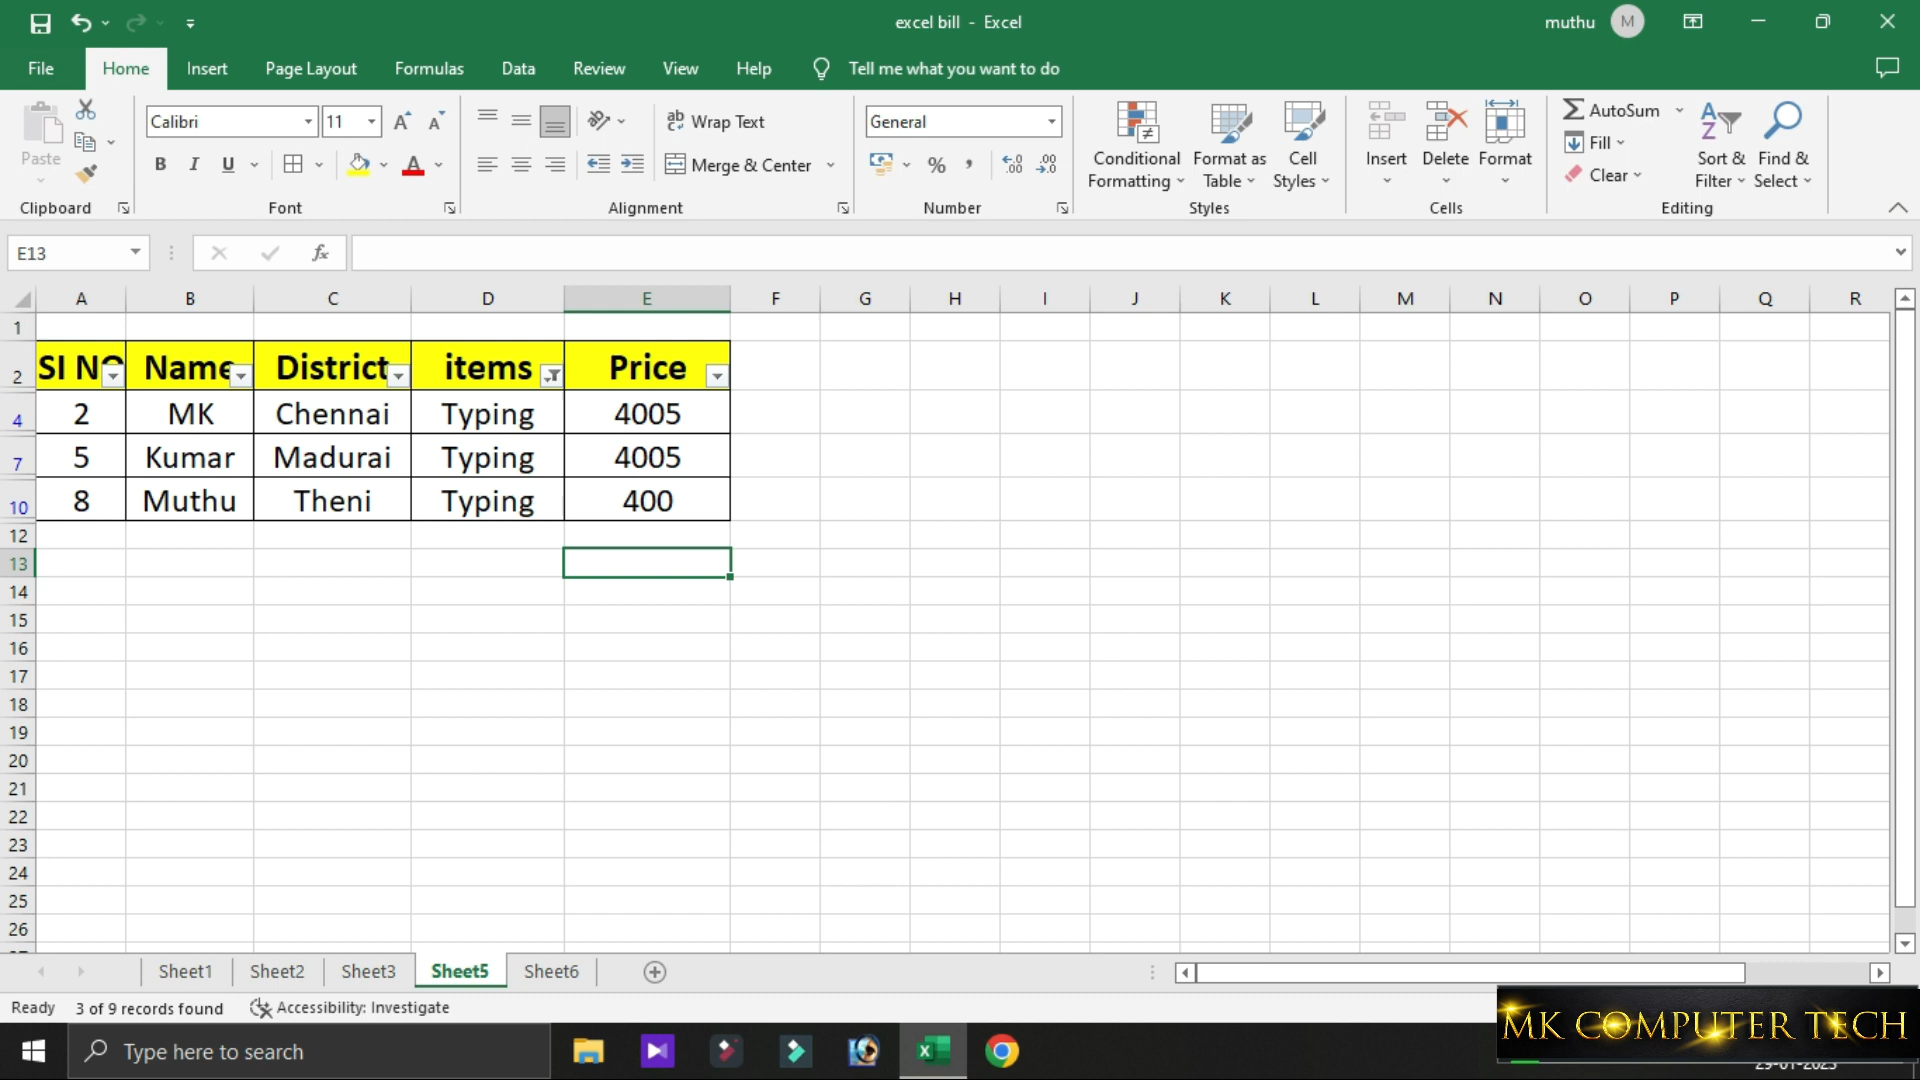 excel bill - Excel
muthu M
File Home Insert Page Layout Formulas Data Review View Help Tell me what you want to do
Paste
Calibri 11
Wrap Text
General
B I U
Merge & Center
Conditional Formatting
Format as Table
Cell Styles
Insert Delete Format
AutoSum
Fill
Clear
Sort & Filter
Find & Select
Clipboard Font Alignment Number Styles Cells Editing
E13 fx
A B C D E F G H I J K L M N O P Q R
1
2 SI NO Name District items Price
4 2 MK Chennai Typing 4005
7 5 Kumar Madurai Typing 4005
10 8 Muthu Theni Typing 400
12
13
14
15
16
17
18
19
20
21
22
23
24
25
26
Sheet1 Sheet2 Sheet3 Sheet5 Sheet6
Ready 3 of 9 records found Accessibility: Investigate
MK COMPUTER TECH
Type here to search